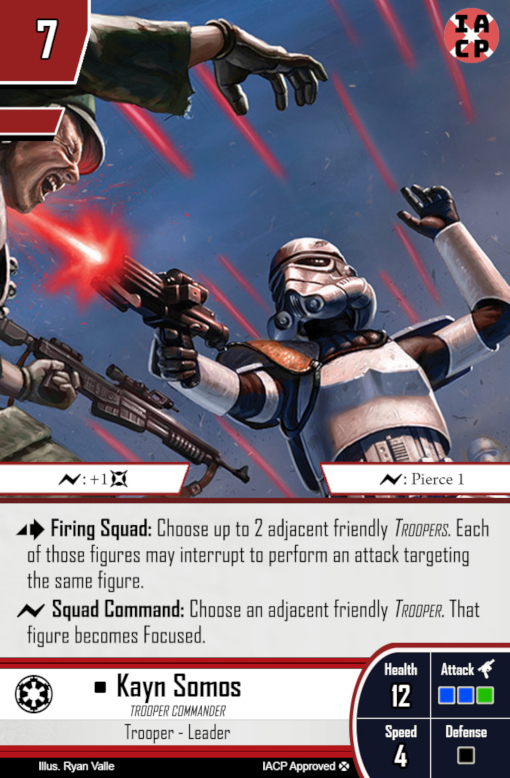 7
IA
CP
: +1
: Pierce 1
Firing Squad: Choose up to 2 adjacent friendly TROOPERS. Each
of those figures may interrupt to perform an attack targeting
the same figure.
Squad Command: Choose an adjacent friendly TROOPER. That
figure becomes Focused.
Kayn Somos
TROOPER COMMANDER
Trooper - Leader
Health
12
Attack
Speed
4
Defense
Illus. Ryan Valle
IACP Approved